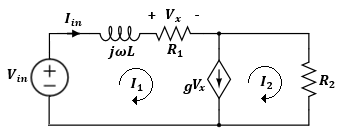 I_in
+ V_x -
jωL R_1
V_in + - I_1 gV_x I_2 R_2